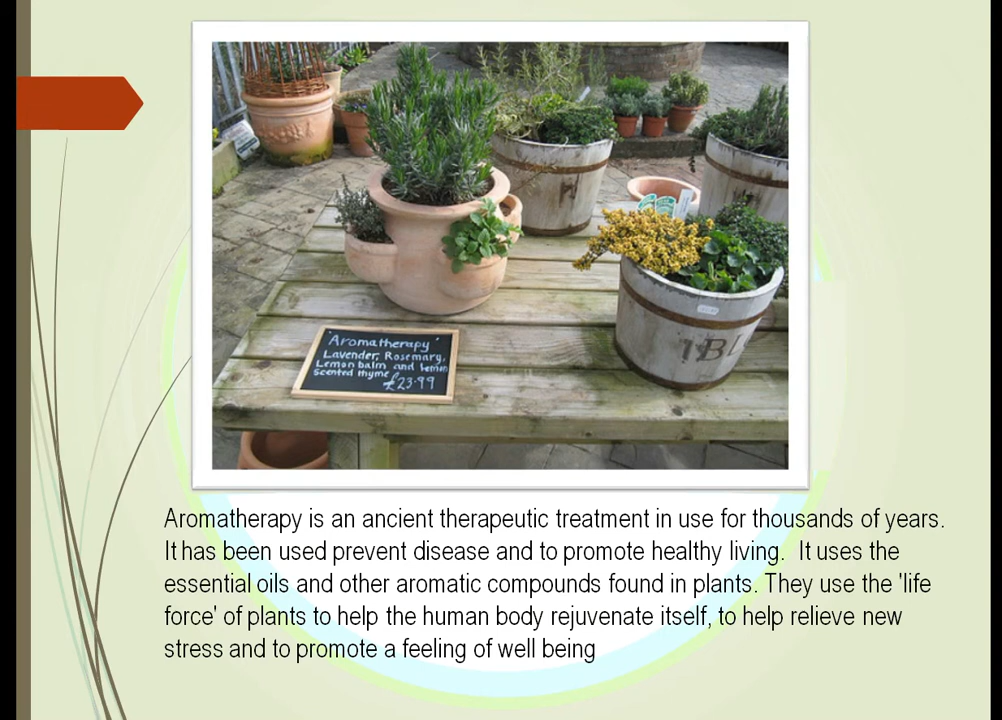 'Aromatherapy'
Lavender, Rosemary,
Lemon balm and lemon
scented thyme
£23.99
IBU
Aromatherapy is an ancient therapeutic treatment in use for thousands of years.
It has been used prevent disease and to promote healthy living. It uses the
essential oils and other aromatic compounds found in plants. They use the 'life
force' of plants to help the human body rejuvenate itself, to help relieve new
stress and to promote a feeling of well being